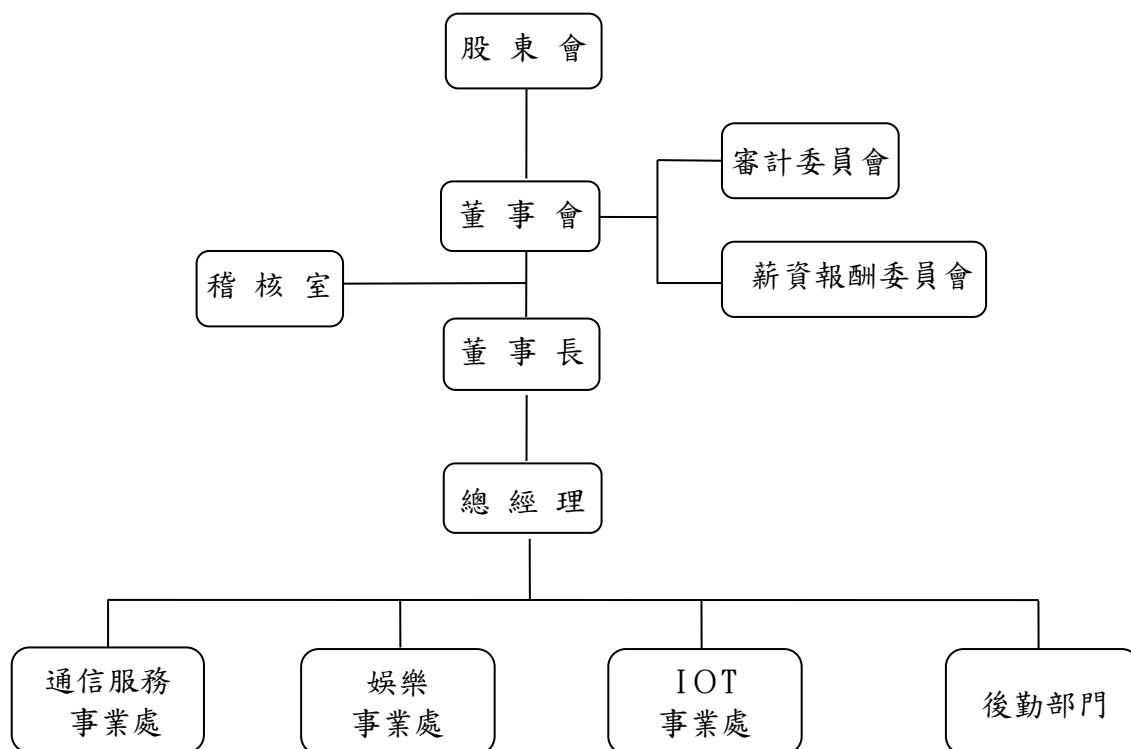 股東會
審計委員會
董事會
薪資報酬委員會
稽核室
董事長
總經理
通信服務
事業處
娛樂
事業處
IOT
事業處
後勤部門